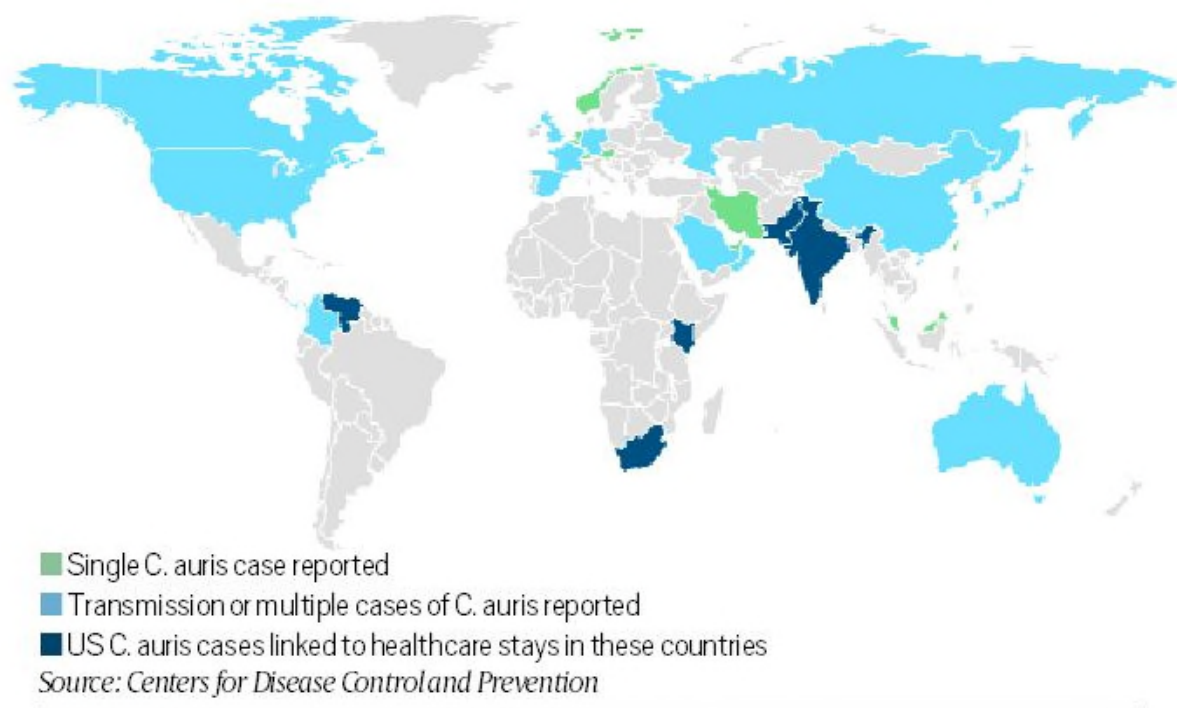 Single C. auris case reported
Transmission or multiple cases of C. auris reported
US C. auris cases linked to healthcare stays in these countries
Source: Centers for Disease Control and Prevention